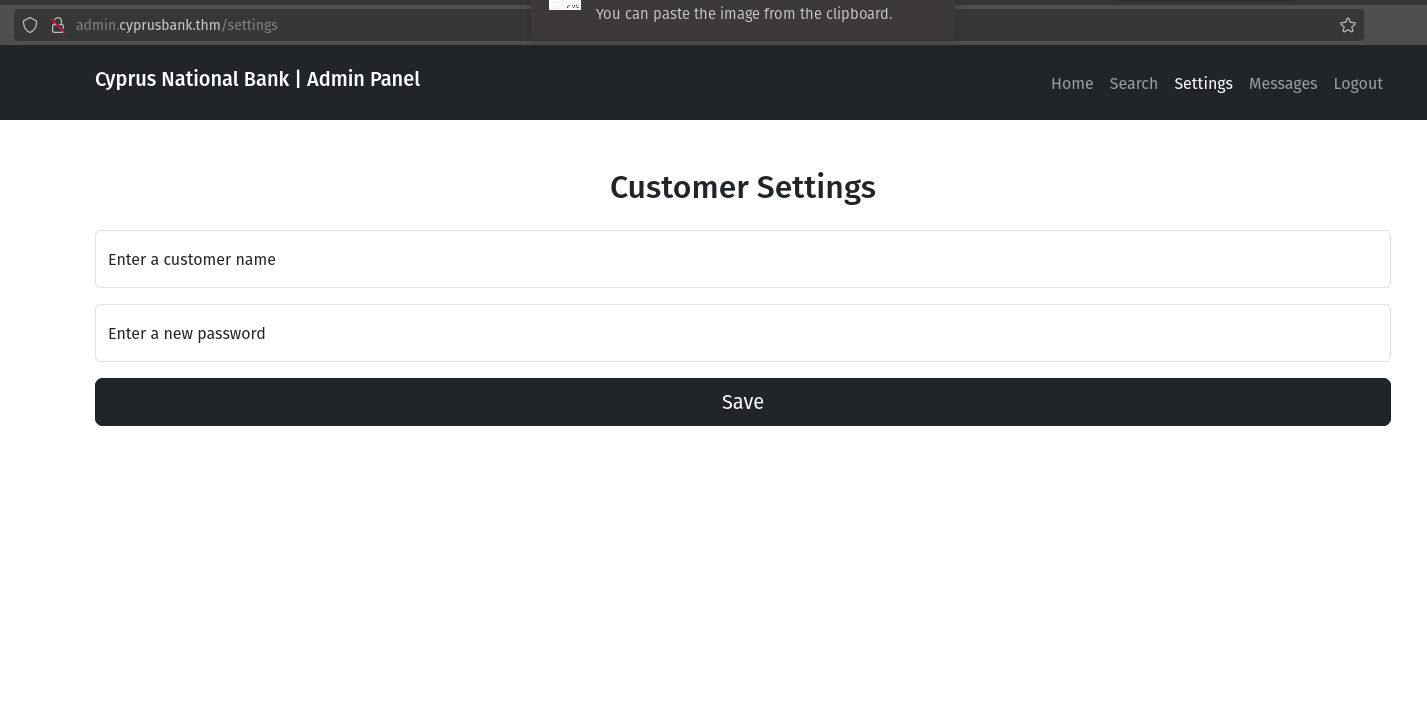 You can paste the image from the clipboard.
admin.cyprusbank.thm/settings
Cyprus National Bank | Admin Panel
Home Search Settings Messages Logout
Customer Settings
Enter a customer name
Enter a new password
Save